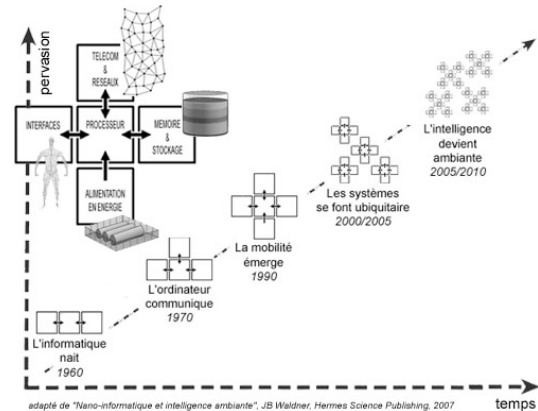 pervasion
TELECOM
&
RESEAUX
INTERFACES
PROCESSEUR
MEMOIRE
&
STOCKAGE
ALIMENTATION
EN ENERGIE
L'informatique
nait
1960
L'ordinateur
communique
1970
La mobilité
émerge
1990
Les systèmes
se font ubiquitaire
2000/2005
L'intelligence
devient
ambiante
2005/2010
adapté de "Nano-informatique et intelligence ambiante", JB Waldner, Hermes Science Publishing, 2007
temps